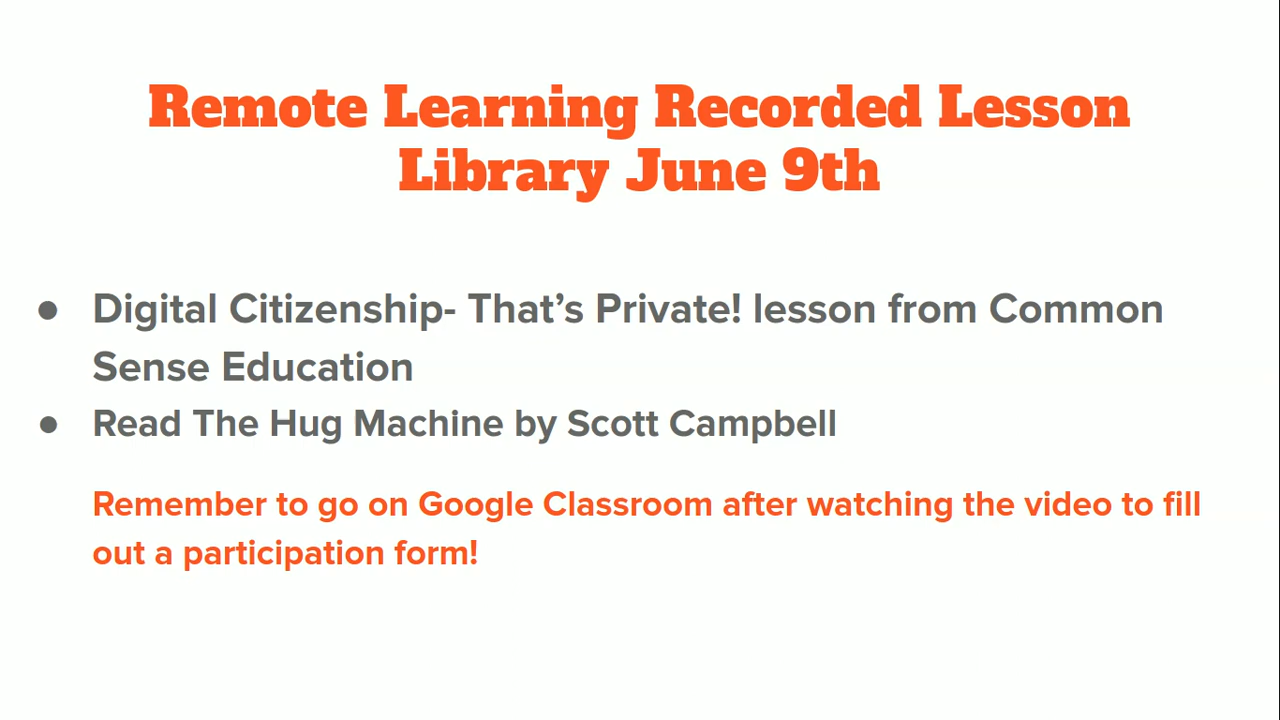 Remote Learning Recorded Lesson
Library June 9th
● Digital Citizenship- That's Private! lesson from Common
Sense Education
● Read The Hug Machine by Scott Campbell
Remember to go on Google Classroom after watching the video to fill
out a participation form!